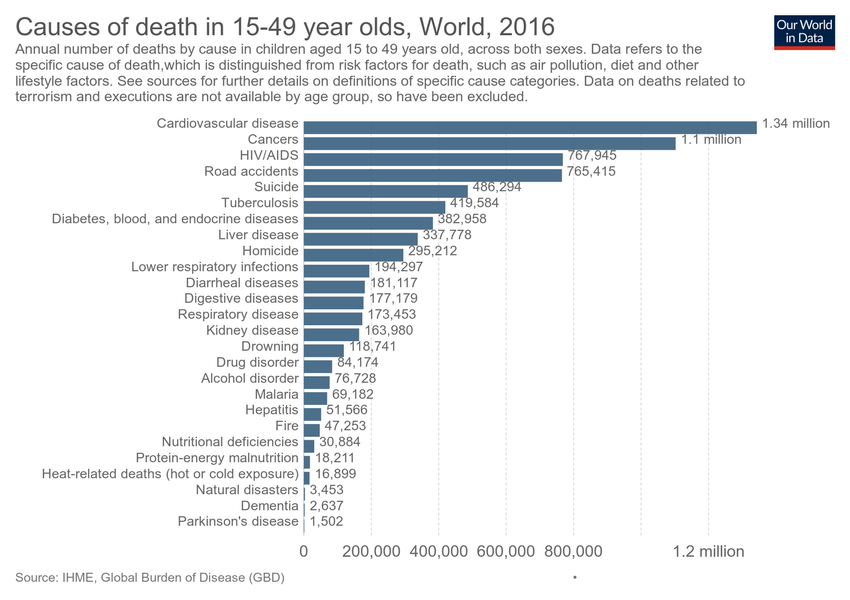 Causes of death in 15-49 year olds, World, 2016
Our World
in Data
Annual number of deaths by cause in children aged 15 to 49 years old, across both sexes. Data refers to the
specific cause of death,which is distinguished from risk factors for death, such as air pollution, diet and other
lifestyle factors. See sources for further details on definitions of specific cause categories. Data on deaths related to
terrorism and executions are not available by age group, so have been excluded.
Cardiovascular disease 1.34 million
Cancers 1.1 million
HIV/AIDS 767,945
Road accidents 765,415
Suicide 486,294
Tuberculosis 419,584
Diabetes, blood, and endocrine diseases 382,958
Liver disease 337,778
Homicide 295,212
Lower respiratory infections 194,297
Diarrheal diseases 181,117
Digestive diseases 177,179
Respiratory disease 173,453
Kidney disease 163,980
Drowning 118,741
Drug disorder 84,174
Alcohol disorder 76,728
Malaria 69,182
Hepatitis 51,566
Fire 47,253
Nutritional deficiencies 30,884
Protein-energy malnutrition 18,211
Heat-related deaths (hot or cold exposure) 16,899
Natural disasters 3,453
Dementia 2,637
Parkinson's disease 1,502
0 200,000 400,000 600,000 800,000 1.2 million
Source: IHME, Global Burden of Disease (GBD) •